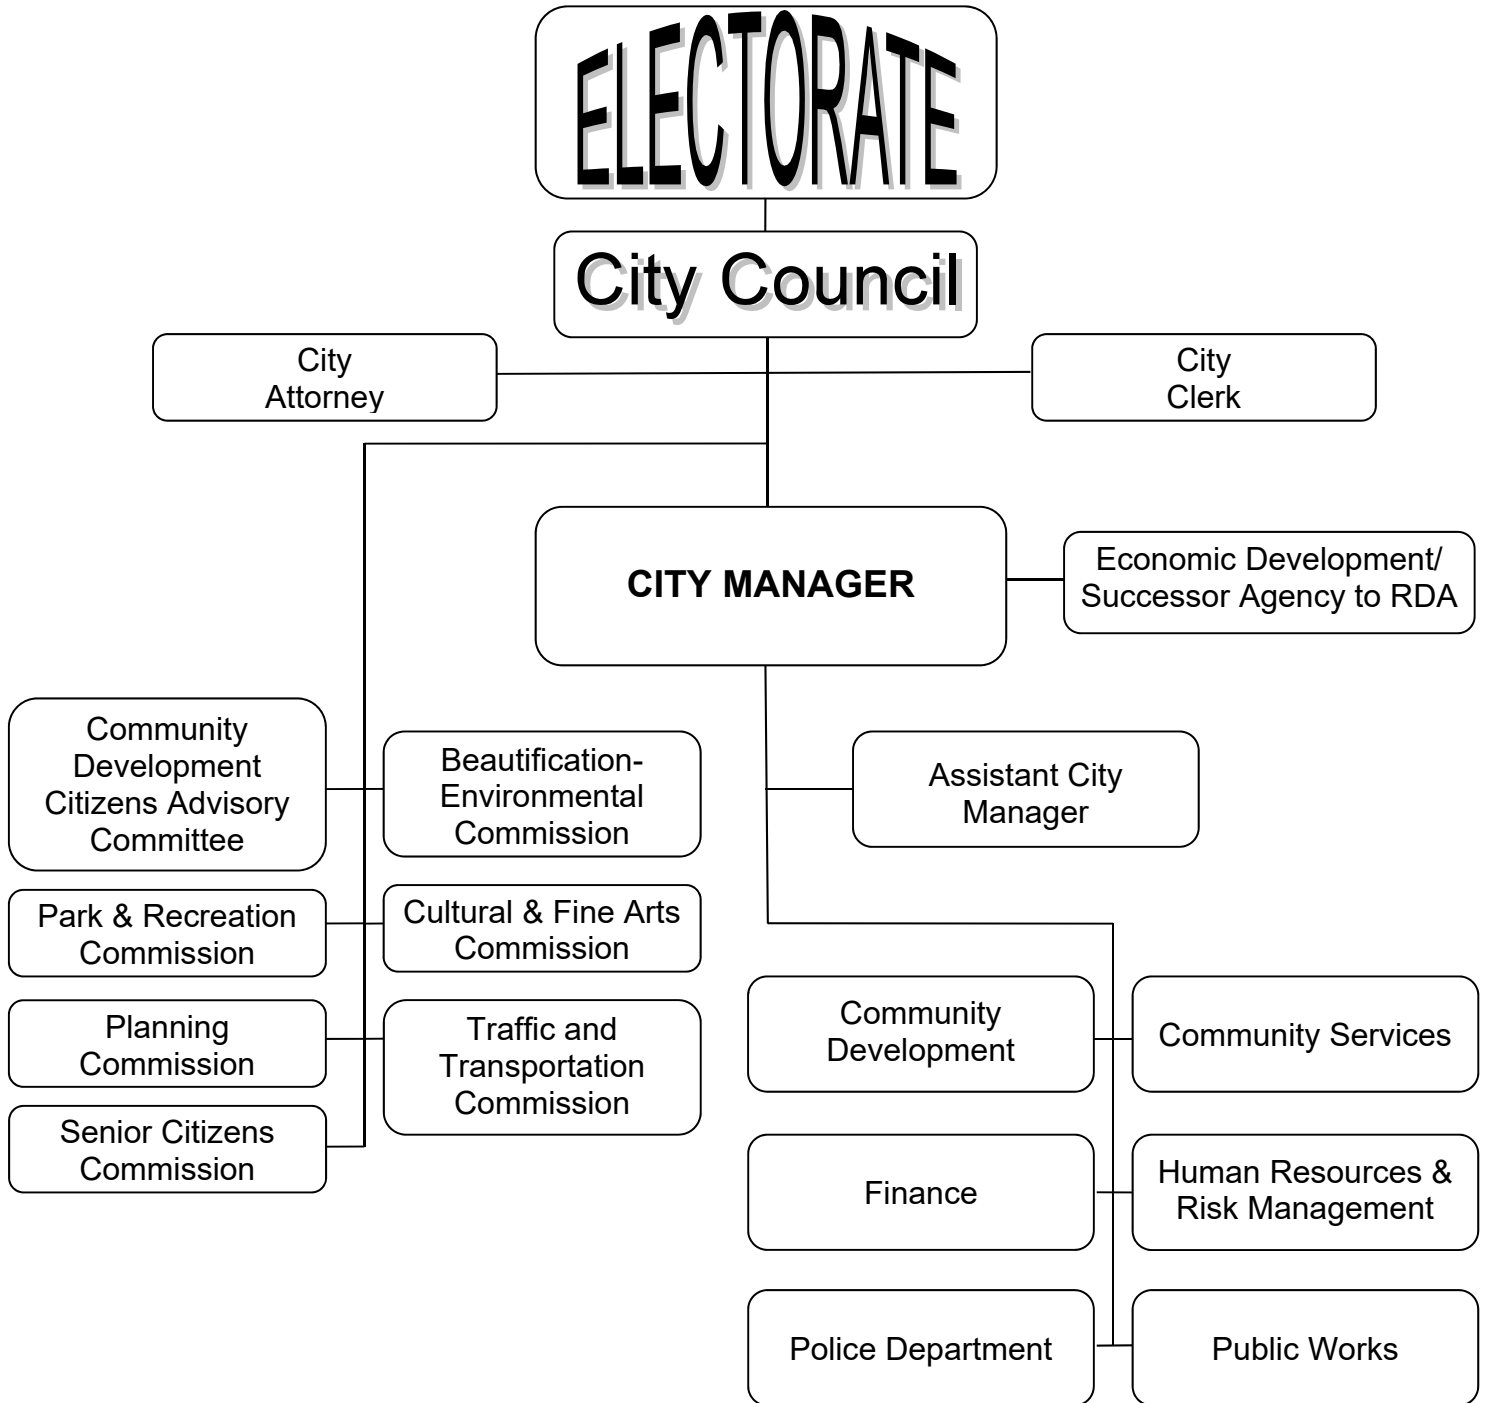 ELECTORATE
City Council
City
Attorney
City
Clerk
CITY MANAGER
Economic Development/
Successor Agency to RDA
Community
Development
Citizens Advisory
Committee
Beautification-
Environmental
Commission
Assistant City
Manager
Park & Recreation
Commission
Cultural & Fine Arts
Commission
Planning
Commission
Traffic and
Transportation
Commission
Senior Citizens
Commission
Community
Development
Community Services
Finance
Human Resources &
Risk Management
Police Department
Public Works